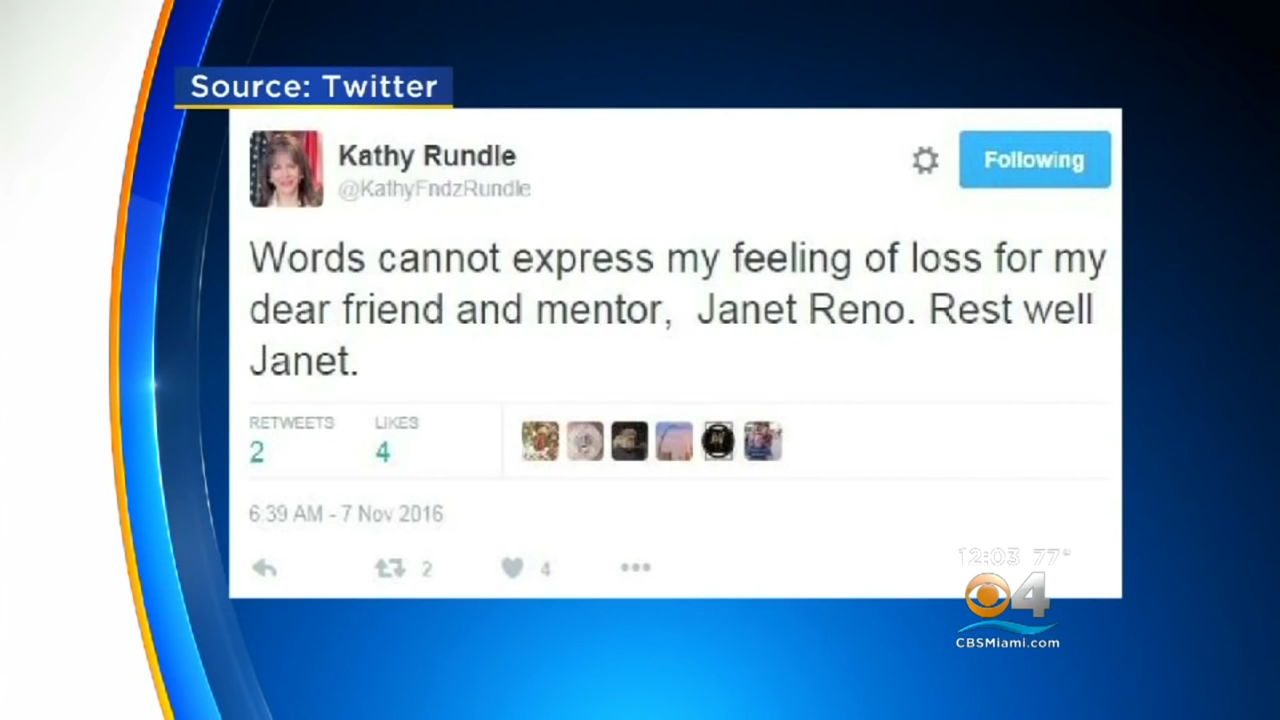 Source: Twitter
Kathy Rundle
@KathyFndzRundle
Following
Words cannot express my feeling of loss for my
dear friend and mentor, Janet Reno. Rest well
Janet.
RETWEETS LIKES
2 4
6:39 AM - 7 Nov 2016
2 4
12:03 77°
4
CBSMiami.com